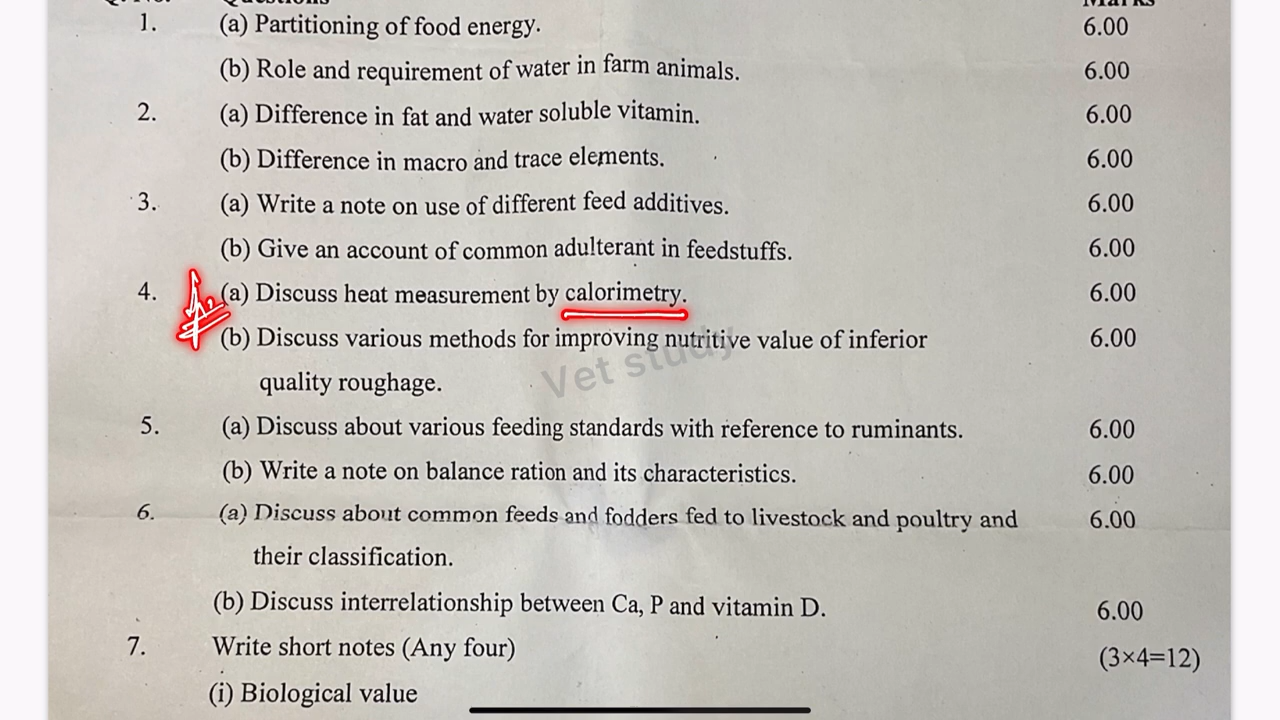 Questions
Marks
1. (a) Partitioning of food energy. 6.00
(b) Role and requirement of water in farm animals. 6.00
2. (a) Difference in fat and water soluble vitamin. 6.00
(b) Difference in macro and trace elements. 6.00
3. (a) Write a note on use of different feed additives. 6.00
(b) Give an account of common adulterant in feedstuffs. 6.00
4. (a) Discuss heat measurement by calorimetry. 6.00
(b) Discuss various methods for improving nutritive value of inferior 6.00
quality roughage.
Vet study
5. (a) Discuss about various feeding standards with reference to ruminants. 6.00
(b) Write a note on balance ration and its characteristics. 6.00
6. (a) Discuss about common feeds and fodders fed to livestock and poultry and 6.00
their classification.
(b) Discuss interrelationship between Ca, P and vitamin D. 6.00
7. Write short notes (Any four) (3×4=12)
(i) Biological value